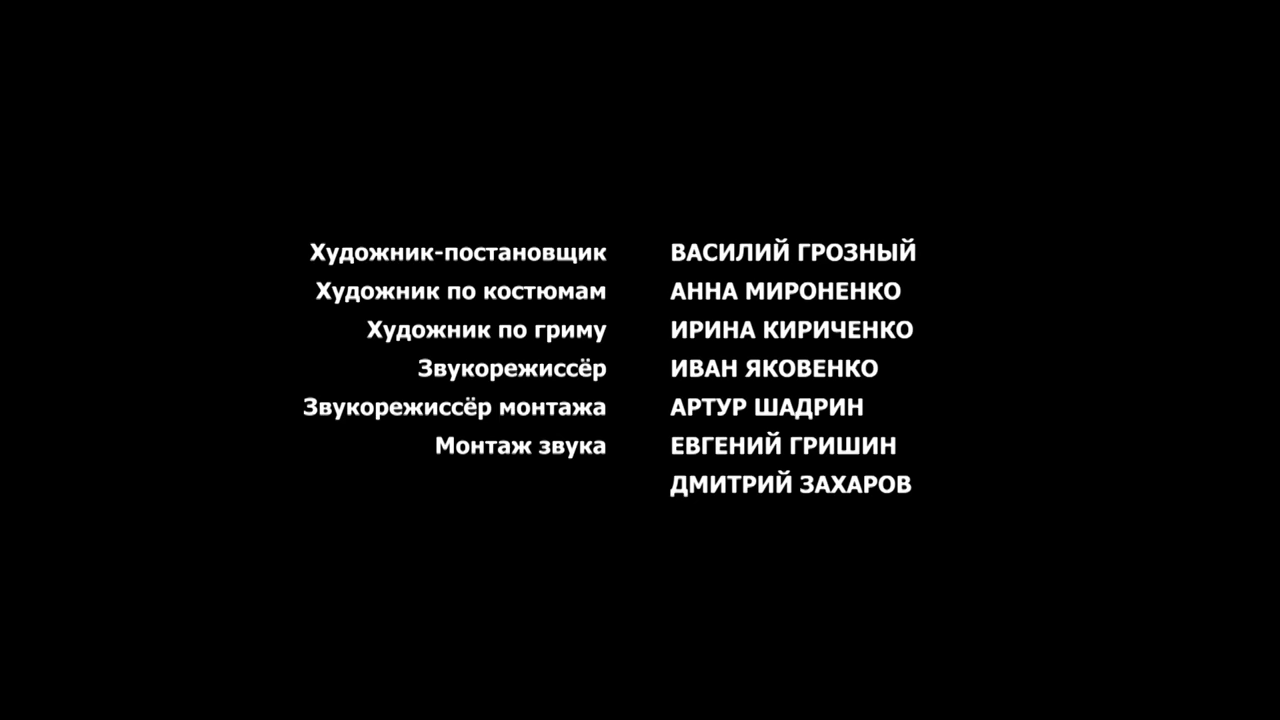 Художник-постановщик ВАСИЛИЙ ГРОЗНЫЙ
Художник по костюмам АННА МИРОНЕНКО
Художник по гриму ИРИНА КИРИЧЕНКО
Звукорежиссёр ИВАН ЯКОВЕНКО
Звукорежиссёр монтажа АРТУР ШАДРИН
Монтаж звука ЕВГЕНИЙ ГРИШИН
ДМИТРИЙ ЗАХАРОВ